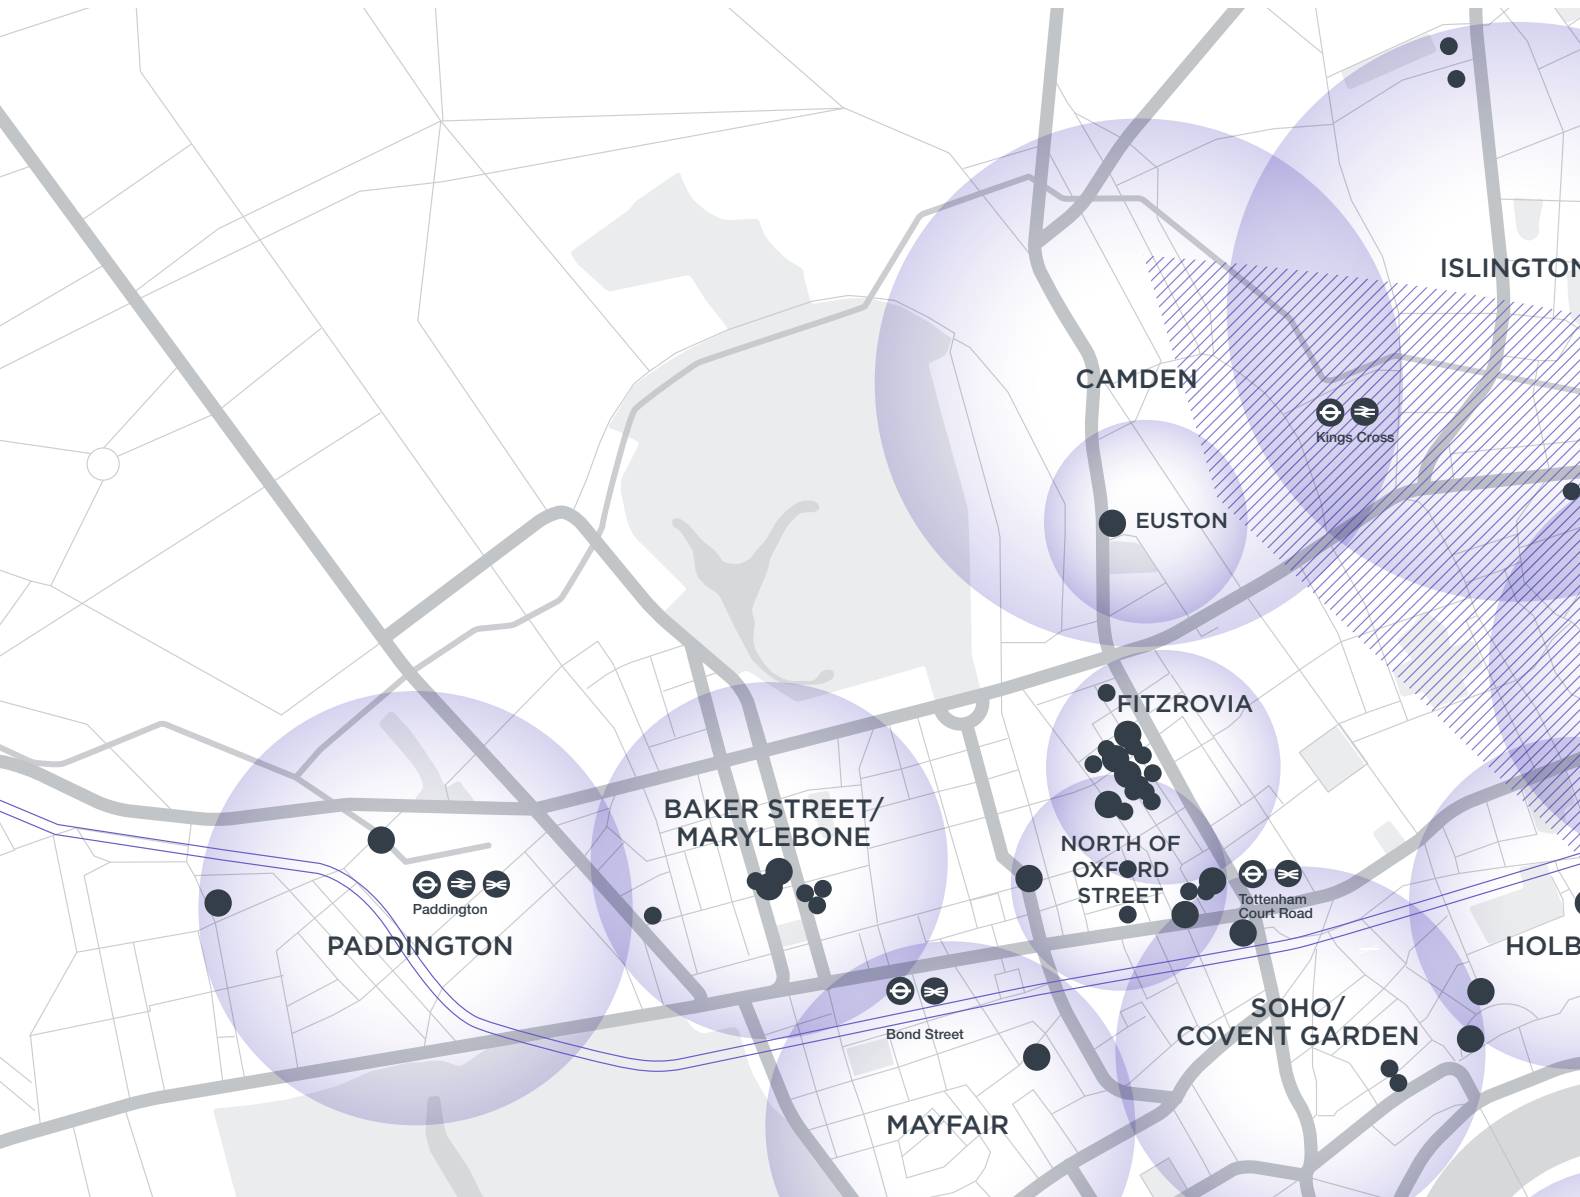 ISLINGTON
CAMDEN
Kings Cross
EUSTON
FITZROVIA
BAKER STREET/
MARYLEBONE
NORTH OF
OXFORD
STREET
Tottenham
Court Road
Paddington
PADDINGTON
HOLB
SOHO/
COVENT GARDEN
Bond Street
MAYFAIR